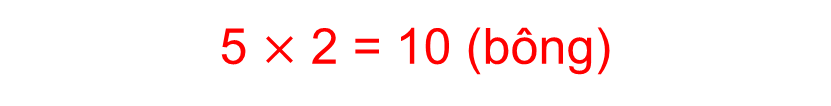 5 × 2 = 10 (bông)